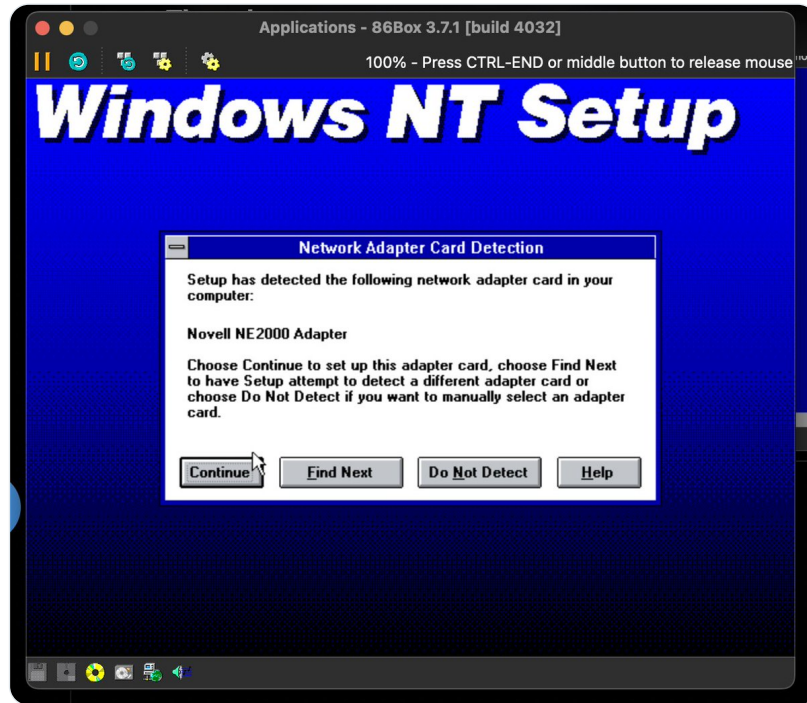 Applications - 86Box 3.7.1 [build 4032]
100% - Press CTRL-END or middle button to release mouse
Windows NT Setup
Network Adapter Card Detection
Setup has detected the following network adapter card in your
computer:
Novell NE2000 Adapter
Choose Continue to set up this adapter card, choose Find Next
to have Setup attempt to detect a different adapter card or
choose Do Not Detect if you want to manually select an adapter
card.
Continue Find Next Do Not Detect Help